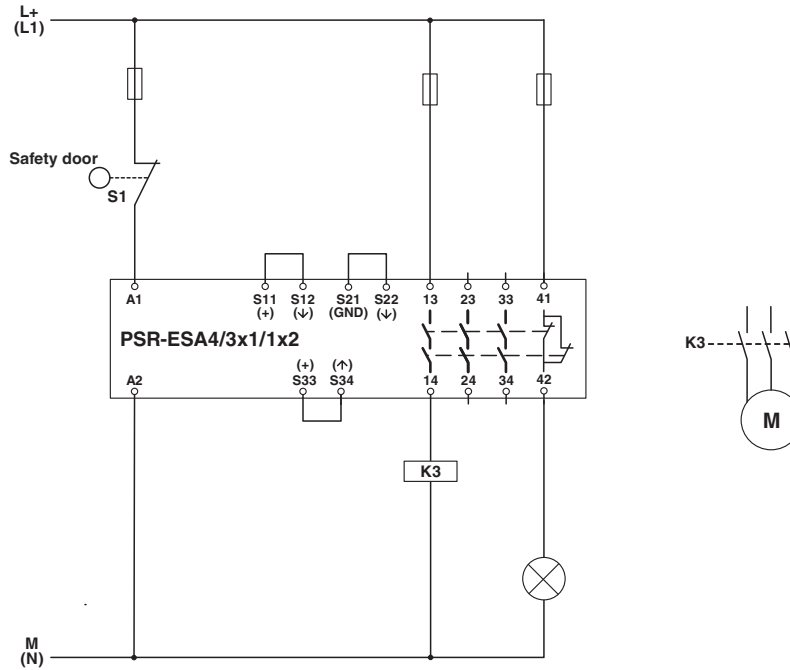 L+
(L1)
Safety door
S1
A1
S11
(+)
S12
(↓)
S21
(GND)
S22
(↓)
13
23
33
41
PSR-ESA4/3x1/1x2
A2
(+)
S33
(↑)
S34
14
24
34
42
K3
K3
M
M
(N)